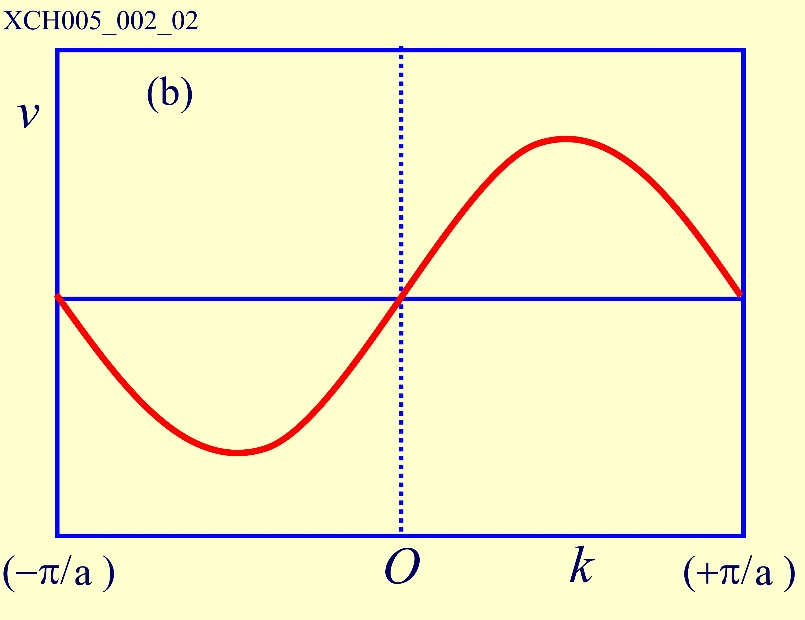 XCH005_002_02
(b)
v
(−π/a ) O k (+π/a )